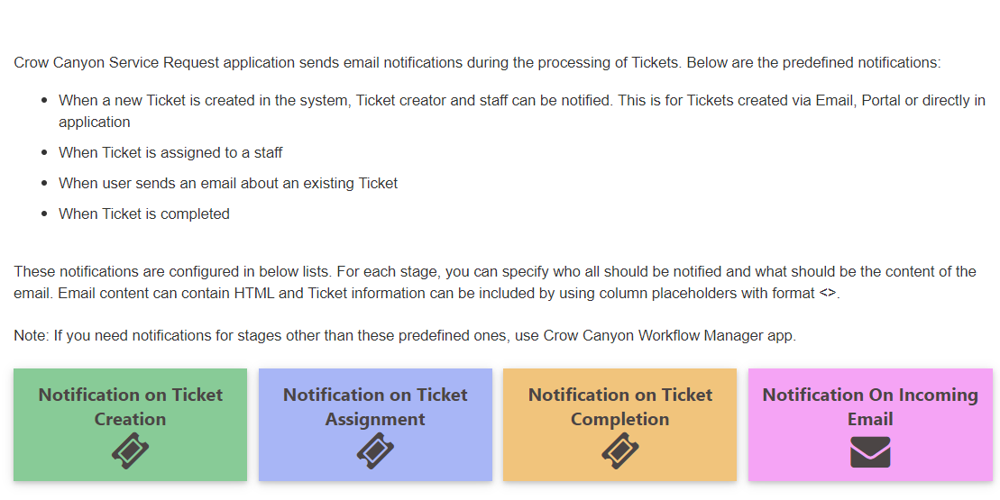 Crow Canyon Service Request application sends email notifications during the processing of Tickets. Below are the predefined notifications:
• When a new Ticket is created in the system, Ticket creator and staff can be notified. This is for Tickets created via Email, Portal or directly in
application
• When Ticket is assigned to a staff
• When user sends an email about an existing Ticket
• When Ticket is completed
These notifications are configured in below lists. For each stage, you can specify who all should be notified and what should be the content of the
email. Email content can contain HTML and Ticket information can be included by using column placeholders with format <>.
Note: If you need notifications for stages other than these predefined ones, use Crow Canyon Workflow Manager app.
Notification on Ticket
Creation
Notification on Ticket
Assignment
Notification on Ticket
Completion
Notification On Incoming
Email